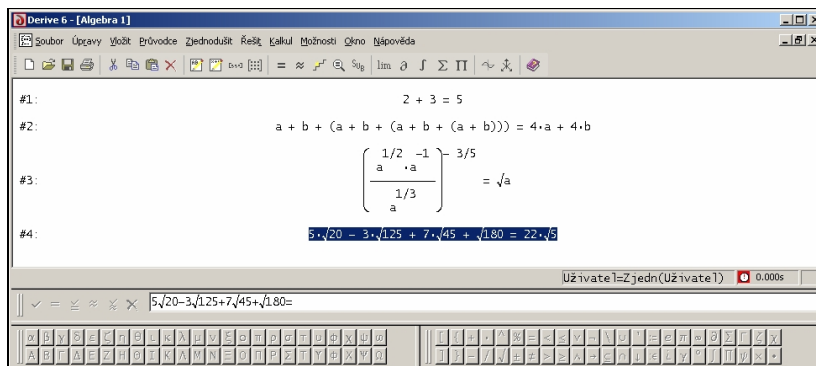 Derive 6 - [Algebra 1]
Soubor Úpravy Vložit Průvodce Zjednodušit Řešit Kalkul Možnosti Okno Nápověda
= ≈ SUB lim ∂ ∫ Σ Π
#1: 2 + 3 = 5
#2: a + b + (a + b + (a + b + (a + b))) = 4·a + 4·b
1/2 -1 - 3/5
a ·a
#3: = √a
1/3
a
#4: 5·√20 - 3·√125 + 7·√45 + √180 = 22·√5
Uživatel=Zjedn(Uživatel) 0.000s
5√20-3√125+7√45+√180=
α β γ δ ε ζ η θ ι κ λ μ ν ξ ο π ρ σ τ υ φ χ ψ ω
Α Β Γ Δ Ε Ζ Η Θ Ι Κ Λ Μ Ν Ξ Ο Π Ρ Σ Τ Υ Φ Χ Ψ Ω